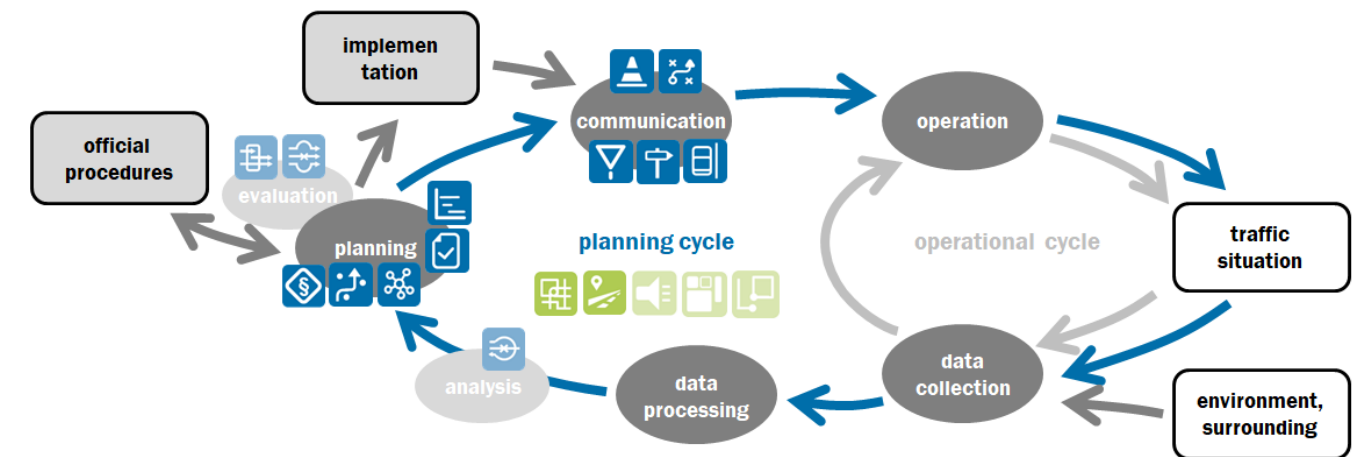 implemen
tation
official
procedures
communication
operation
evaluation
planning
§
planning cycle
operational cycle
traffic
situation
analysis
data
processing
data
collection
environment,
surrounding